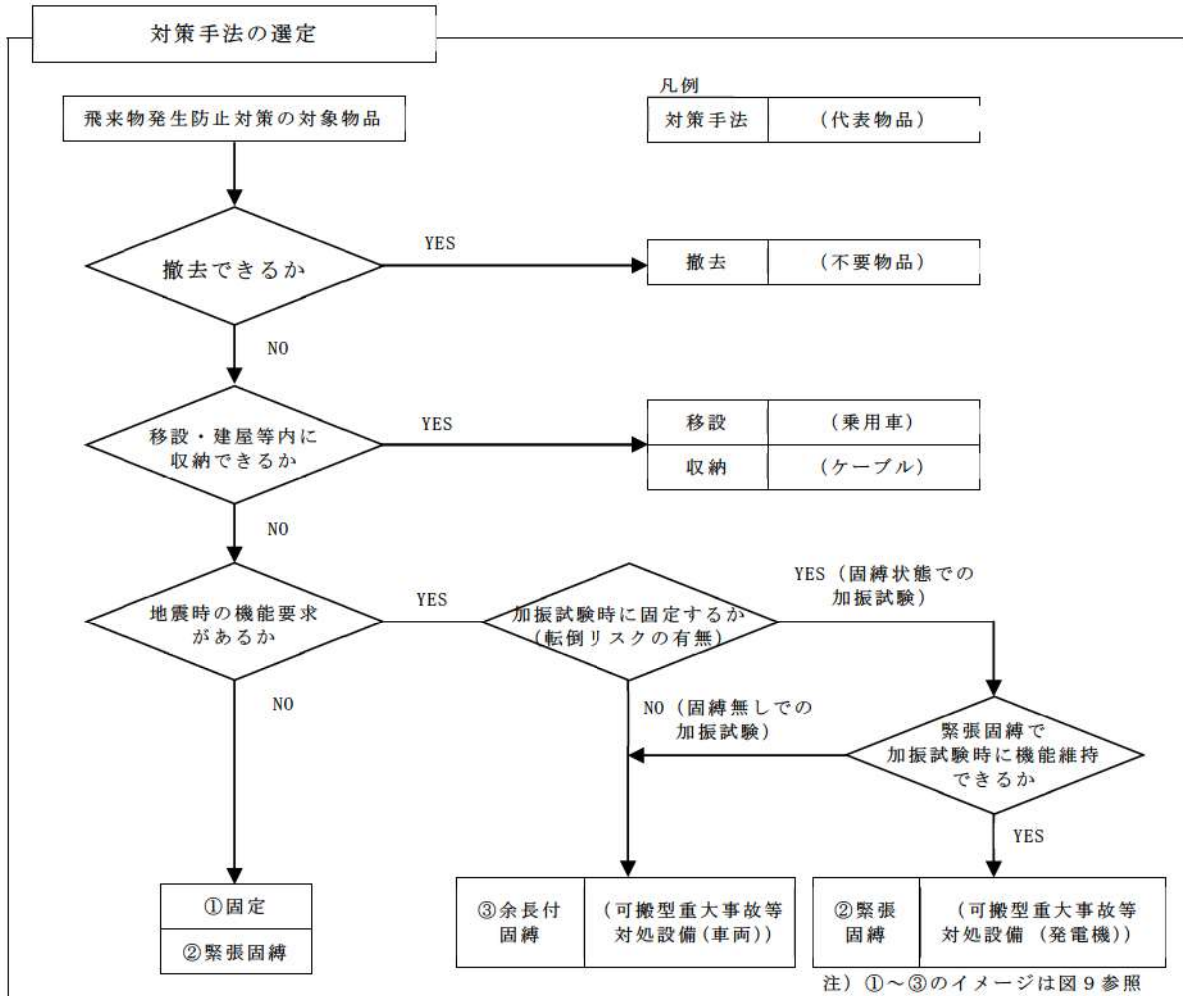 対策手法の選定
飛来物発生防止対策の対象物品
凡例
対策手法 (代表物品)
撤去できるか
YES
撤去 (不要物品)
NO
移設・建屋等内に
収納できるか
YES
移設 (乗用車)
収納 (ケーブル)
NO
地震時の機能要求
があるか
YES
加振試験時に固定するか
(転倒リスクの有無)
YES (固縛状態での
加振試験)
NO
NO (固縛無しでの
加振試験)
緊張固縛で
加振試験時に機能維持
できるか
YES
①固定
②緊張固縛
③余長付
固縛
(可搬型重大事故等
対処設備(車両))
②緊張
固縛
(可搬型重大事故等
対処設備 (発電機))
注) ①~③のイメージは図9参照